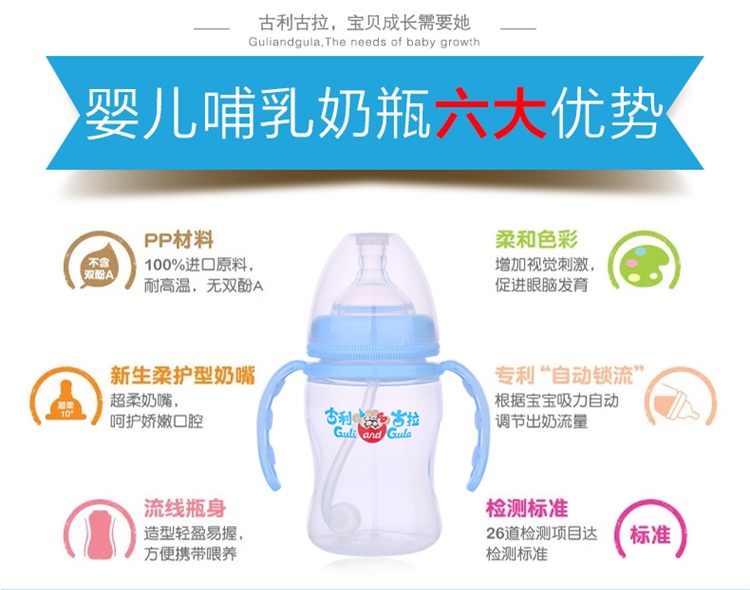 古利古拉，宝贝成长需要她
Guliandgula,The needs of baby growth
婴儿哺乳奶瓶六大优势
不含
双酚A
PP材料
100%进口原料，
耐高温，无双酚A
柔和色彩
增加视觉刺激，
促进眼脑发育
超柔
10°
新生柔护型奶嘴
超柔奶嘴，
呵护娇嫩口腔
专利“自动锁流”
根据宝宝吸力自动
调节出奶流量
古利古拉
Guli and Gula
流线瓶身
造型轻盈易握，
方便携带喂养
检测标准
26道检测项目达
检测标准
标准